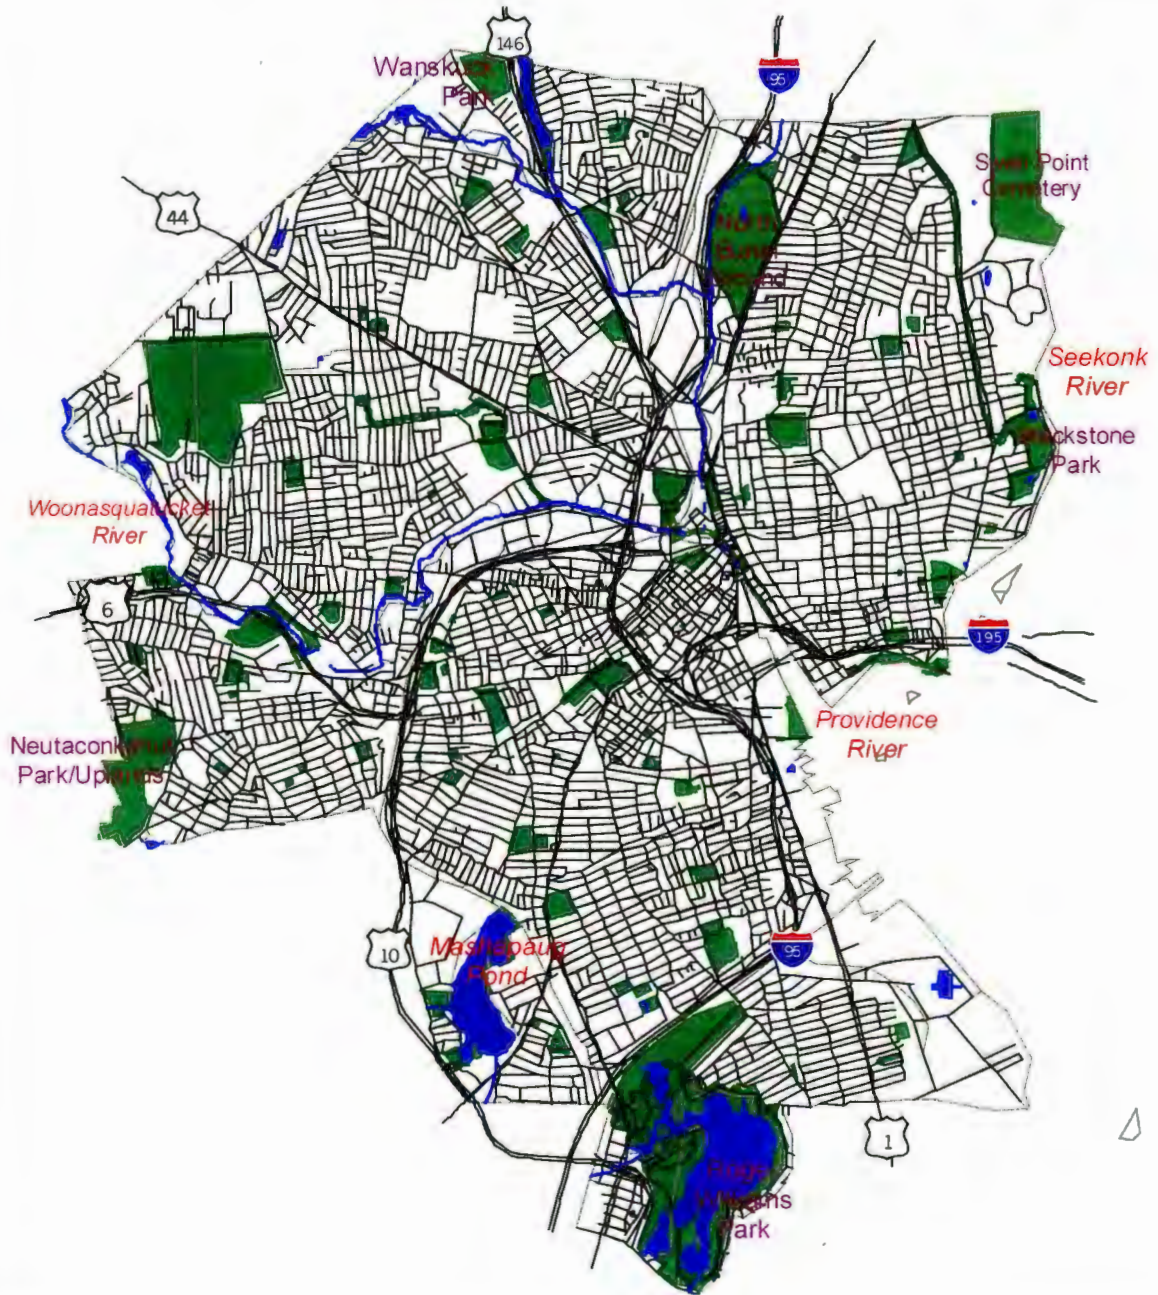 146
Wanskuck
Park
95
Swan Point
Cemetery
44
North
Burial
Ground
Seekonk
River
Blackstone
Park
Woonasquatucket
River
6
195
Providence
River
Neutaconkanut
Park/Uplands
10
Mashapaug
Pond
95
1
Roger
Williams
Park